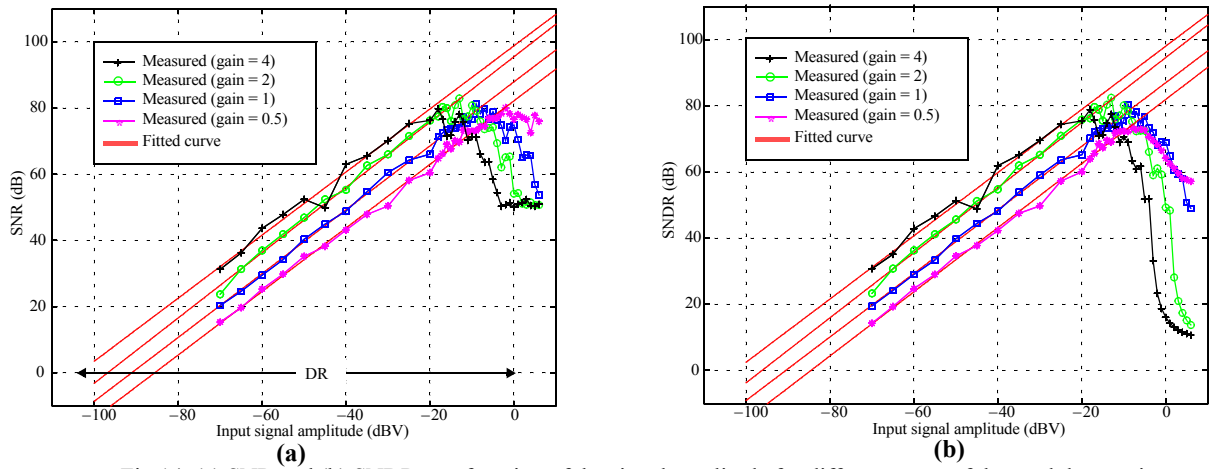 SNR (dB)
100
80
60
40
20
0
Measured (gain = 4)
Measured (gain = 2)
Measured (gain = 1)
Measured (gain = 0.5)
Fitted curve
DR
−100 −80 −60 −40 −20 0
Input signal amplitude (dBV)
(a)
SNDR (dB)
100
80
60
40
20
0
Measured (gain = 4)
Measured (gain = 2)
Measured (gain = 1)
Measured (gain = 0.5)
Fitted curve
−100 −80 −60 −40 −20 0
Input signal amplitude (dBV)
(b)